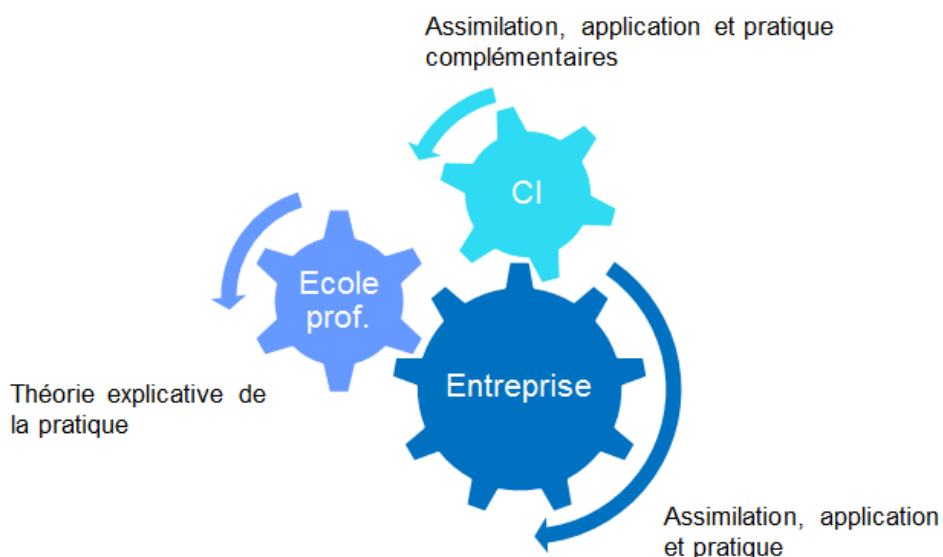 Assimilation, application et pratique
complémentaires
CI
Ecole
prof.
Entreprise
Théorie explicative de
la pratique
Assimilation, application
et pratique